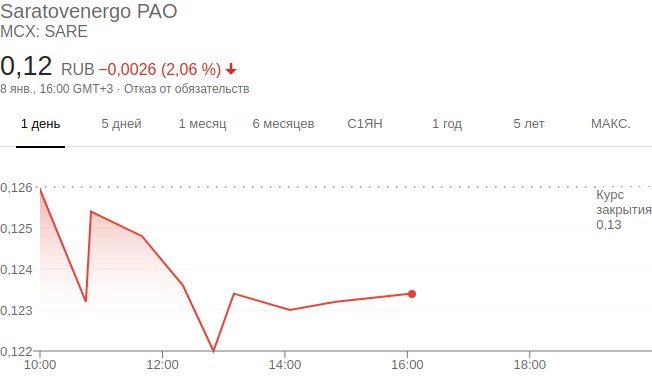 Saratovenergo PAO
MCX: SARE
0,12 RUB −0,0026 (2,06 %)
8 янв., 16:00 GMT+3 · Отказ от обязательств
1 день 5 дней 1 месяц 6 месяцев С1ЯН 1 год 5 лет МАКС.
0,126
Курс
закрытия
0,13
0,125
0,124
0,123
0,122
10:00 12:00 14:00 16:00 18:00